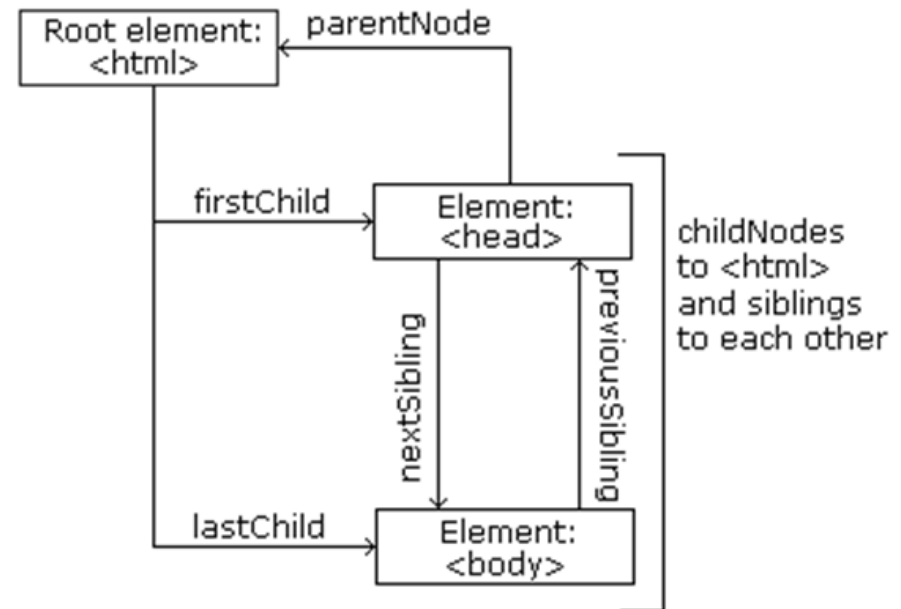 Root element:
<html>
parentNode
firstChild
Element:
<head>
childNodes
to <html>
and siblings
to each other
nextSibling
previousSibling
lastChild
Element:
<body>